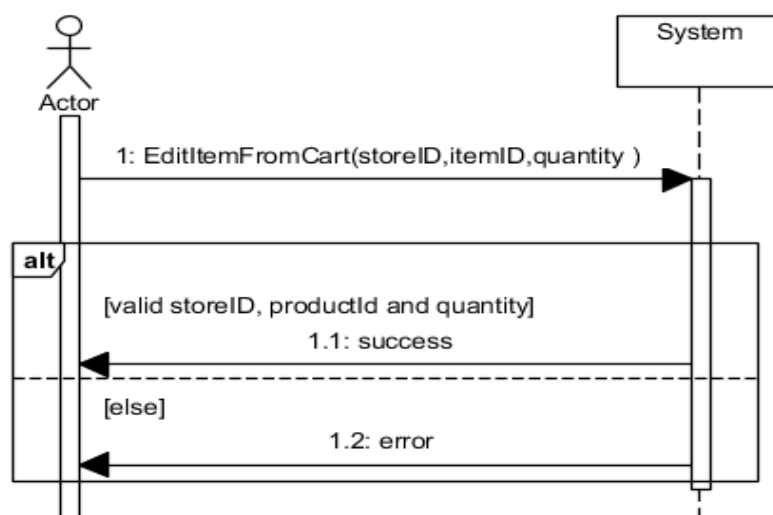 System
Actor
1: EditItemFromCart(storeID,itemID,quantity )
alt
[valid storeID, productId and quantity]
1.1: success
[else]
1.2: error